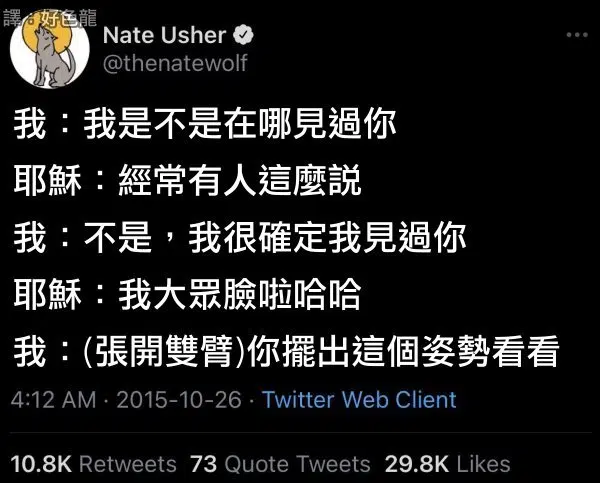 譯：好色龍
Nate Usher
@thenatewolf
我：我是不是在哪見過你
耶穌：經常有人這麼説
我：不是，我很確定我見過你
耶穌：我大眾臉啦哈哈
我：(張開雙臂)你擺出這個姿勢看看
4:12 AM · 2015-10-26 · Twitter Web Client
10.8K Retweets 73 Quote Tweets 29.8K Likes